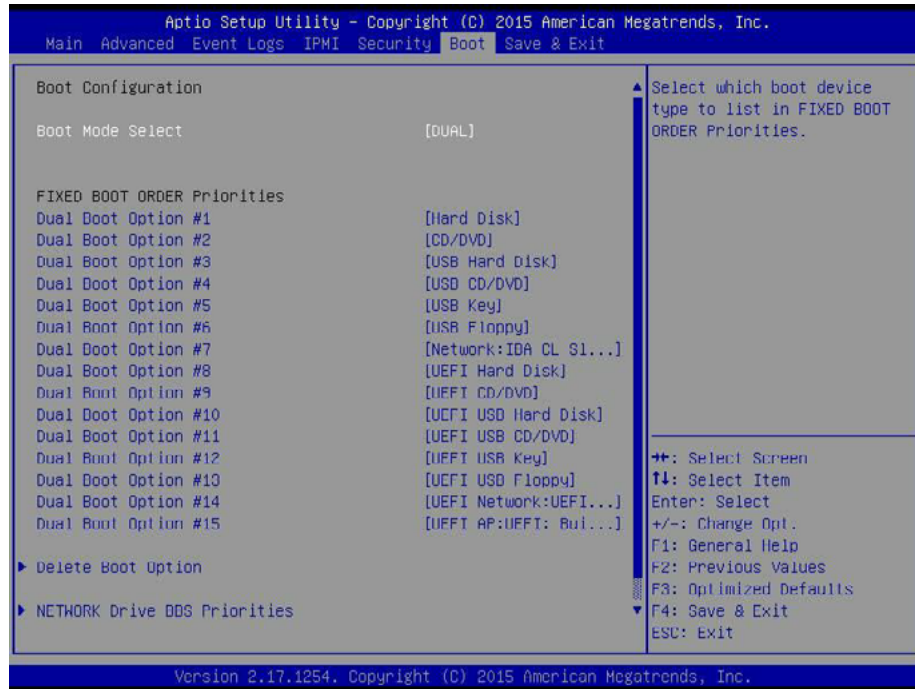 Aptio Setup Utility – Copyright (C) 2015 American Megatrends, Inc.
Main Advanced Event Logs IPMI Security Boot Save & Exit
Boot Configuration
Boot Mode Select [DUAL]
FIXED BOOT ORDER Priorities
Dual Boot Option #1 [Hard Disk]
Dual Boot Option #2 [CD/DVD]
Dual Boot Option #3 [USB Hard Disk]
Dual Boot Option #4 [USB CD/DVD]
Dual Boot Option #5 [USB Key]
Dual Boot Option #6 [USB Floppy]
Dual Boot Option #7 [Network:IBA CL Sl...]
Dual Boot Option #8 [UEFI Hard Disk]
Dual Boot Option #9 [UEFI CD/DVD]
Dual Boot Option #10 [UEFI USB Hard Disk]
Dual Boot Option #11 [UEFI USB CD/DVD]
Dual Boot Option #12 [UEFI USB Key]
Dual Boot Option #13 [UEFI USB Floppy]
Dual Boot Option #14 [UEFI Network:UEFI...]
Dual Boot Option #15 [UEFI AP:UEFI: Bui...]
Delete Boot Option
NETWORK Drive BBS Priorities
Select which boot device
type to list in FIXED BOOT
ORDER Priorities.
→←: Select Screen
↑↓: Select Item
Enter: Select
+/-: Change Opt.
F1: General Help
F2: Previous Values
F3: Optimized Defaults
F4: Save & Exit
ESC: Exit
Version 2.17.1254. Copyright (C) 2015 American Megatrends, Inc.